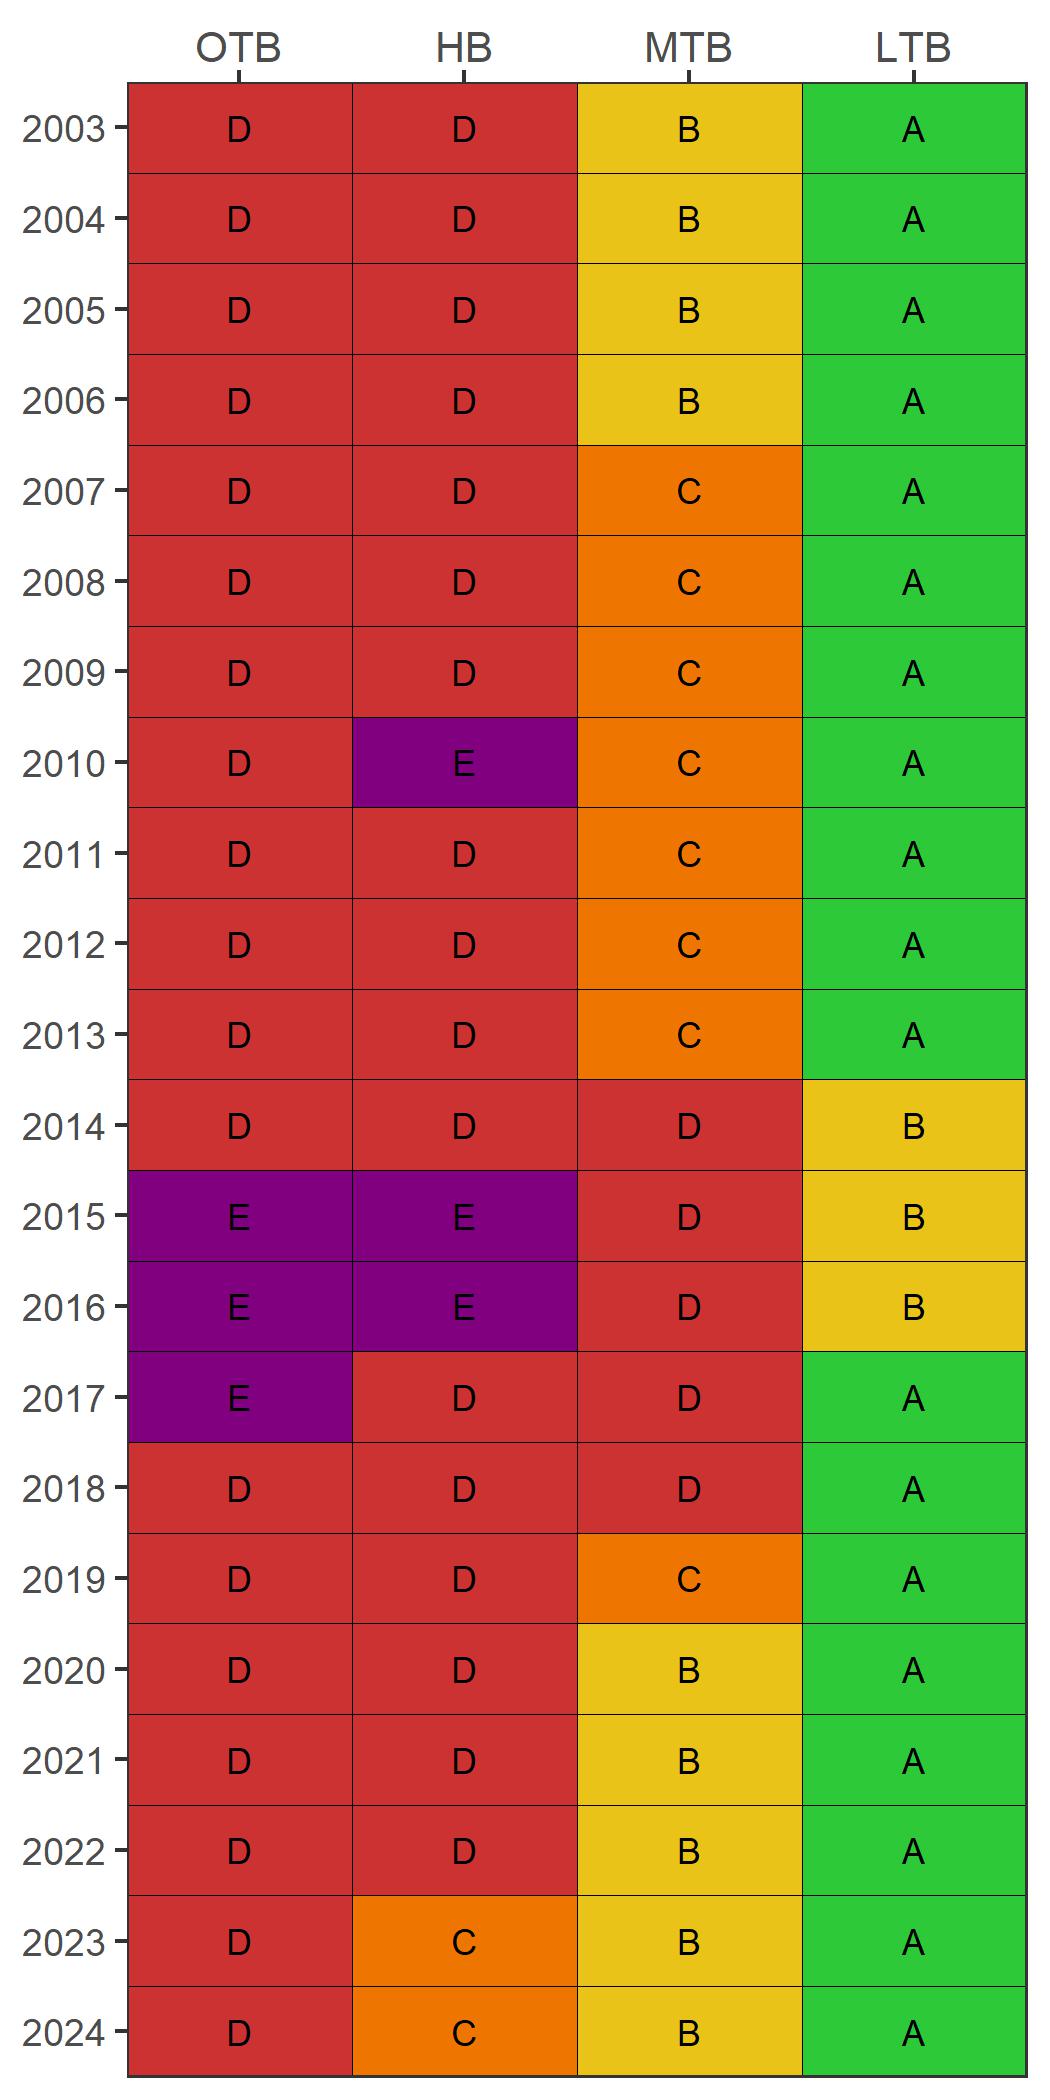 OTB HB MTB LTB
2003 D D B A
2004 D D B A
2005 D D B A
2006 D D B A
2007 D D C A
2008 D D C A
2009 D D C A
2010 D E C A
2011 D D C A
2012 D D C A
2013 D D C A
2014 D D D B
2015 E E D B
2016 E E D B
2017 E D D A
2018 D D D A
2019 D D C A
2020 D D B A
2021 D D B A
2022 D D B A
2023 D C B A
2024 D C B A